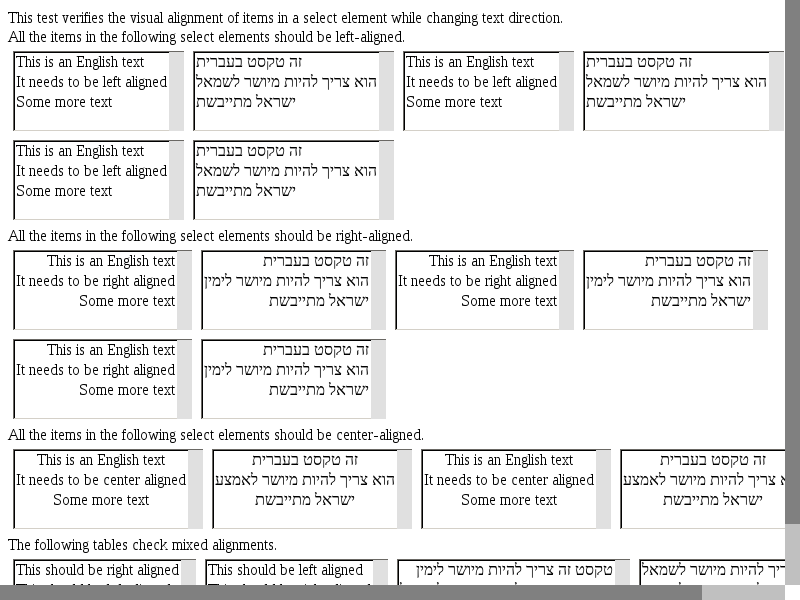 This test verifies the visual alignment of items in a select element while changing text direction.
All the items in the following select elements should be left-aligned.
This is an English text
It needs to be left aligned
Some more text
זה טקסט בעברית
הוא צריך להיות מיושר לשמאל
ישראל מתייבשת
This is an English text
It needs to be left aligned
Some more text
זה טקסט בעברית
הוא צריך להיות מיושר לשמאל
ישראל מתייבשת
This is an English text
It needs to be left aligned
Some more text
זה טקסט בעברית
הוא צריך להיות מיושר לשמאל
ישראל מתייבשת
All the items in the following select elements should be right-aligned.
This is an English text
It needs to be right aligned
Some more text
זה טקסט בעברית
הוא צריך להיות מיושר לימין
ישראל מתייבשת
This is an English text
It needs to be right aligned
Some more text
זה טקסט בעברית
הוא צריך להיות מיושר לימין
ישראל מתייבשת
This is an English text
It needs to be right aligned
Some more text
זה טקסט בעברית
הוא צריך להיות מיושר לימין
ישראל מתייבשת
All the items in the following select elements should be center-aligned.
This is an English text
It needs to be center aligned
Some more text
זה טקסט בעברית
הוא צריך להיות מיושר לאמצע
ישראל מתייבשת
This is an English text
It needs to be center aligned
Some more text
זה טקסט בעברית
צריך להיות מיושר לאמצע
ישראל מתייבשת
The following tables check mixed alignments.
This should be right aligned
This should be left aligned
טקסט זה צריך להיות מיושר לימין
להיות מיושר לשמאל